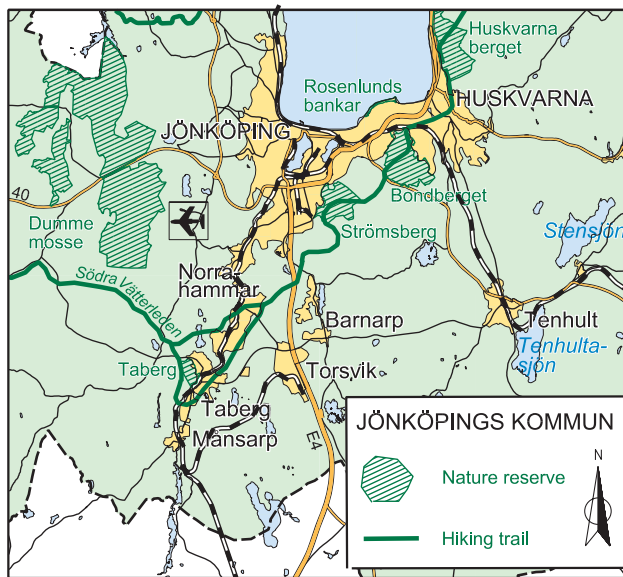 Huskvarna
berget
Rosenlunds
bankar
HUSKVARNA
JÖNKÖPING
40
Bondberget
Dumme
mosse
Strömsberg
Stensjön
Södra Vätterleden
Norra-
hammar
Barnarp
Tenhult
Tenhulta-
sjön
Taberg
Torsvik
Taberg
Månsarp
E4
JÖNKÖPINGS KOMMUN
N
Nature reserve
Hiking trail